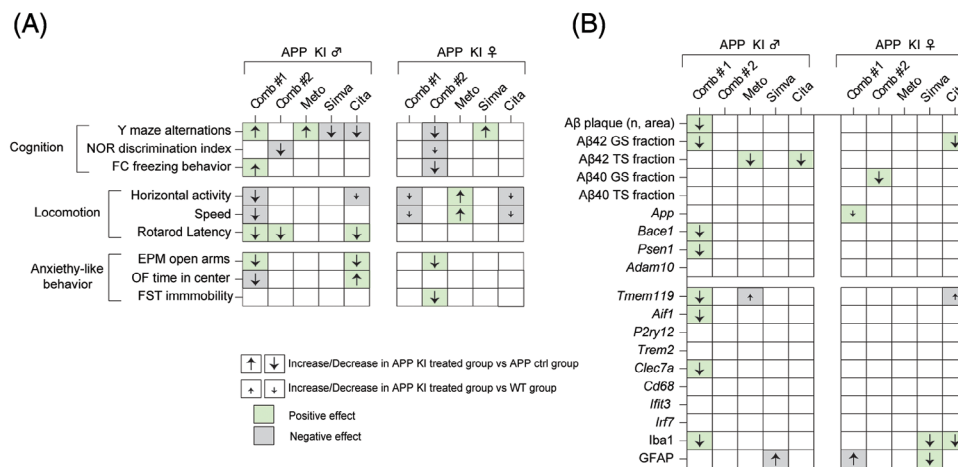 (A)
APP KI ♂
APP KI ♀
Comb #1
Comb #2
Meto
Simva
Cita
Comb #1
Comb #2
Meto
Simva
Cita
Cognition
Y maze alternations
NOR discrimination index
FC freezing behavior
Locomotion
Horizontal activity
Speed
Rotarod Latency
Anxiethy-like
behavior
EPM open arms
OF time in center
FST immmobility
Increase/Decrease in APP KI treated group vs APP ctrl group
Increase/Decrease in APP KI treated group vs WT group
Positive effect
Negative effect
(B)
APP KI ♂
APP KI ♀
Comb #1
Comb #2
Meto
Simva
Cita
Comb #1
Comb #2
Meto
Simva
Aβ plaque (n, area)
Aβ42 GS fraction
Aβ42 TS fraction
Aβ40 GS fraction
Aβ40 TS fraction
App
Bace1
Psen1
Adam10
Tmem119
Aif1
P2ry12
Trem2
Clec7a
Cd68
Ifit3
Irf7
Iba1
GFAP